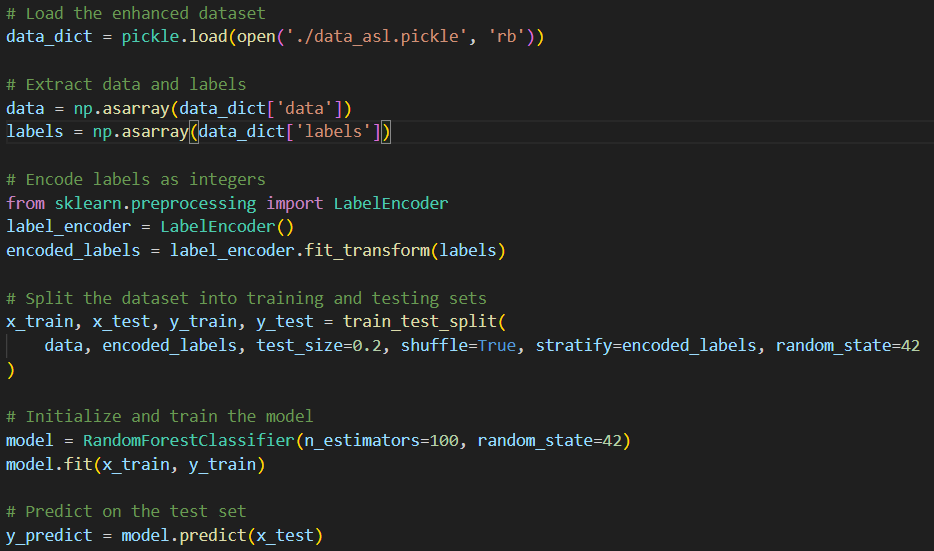 # Load the enhanced dataset
data_dict = pickle.load(open('./data_asl.pickle', 'rb'))
# Extract data and labels
data = np.asarray(data_dict['data'])
labels = np.asarray(data_dict['labels'])
# Encode labels as integers
from sklearn.preprocessing import LabelEncoder
label_encoder = LabelEncoder()
encoded_labels = label_encoder.fit_transform(labels)
# Split the dataset into training and testing sets
x_train, x_test, y_train, y_test = train_test_split(
    data, encoded_labels, test_size=0.2, shuffle=True, stratify=encoded_labels, random_state=42
)
# Initialize and train the model
model = RandomForestClassifier(n_estimators=100, random_state=42)
model.fit(x_train, y_train)
# Predict on the test set
y_predict = model.predict(x_test)